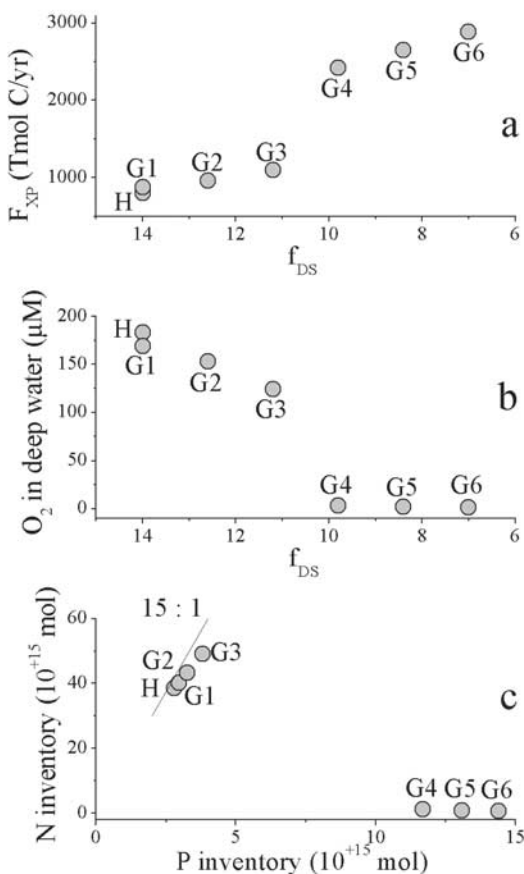 F_XP (Tmol C/yr)
3000
2000
1000
H
G1
G2
G3
G4
G5
G6
a
14 12 10 8 6
f_DS
O₂ in deep water (μM)
200
150
100
50
0
H
G1
G2
G3
G4 G5 G6
b
14 12 10 8 6
f_DS
N inventory (10⁺¹⁵ mol)
60
40
20
0
15 : 1
G2
G3
H
G1
c
G4 G5 G6
0 5 10 15
P inventory (10⁺¹⁵ mol)